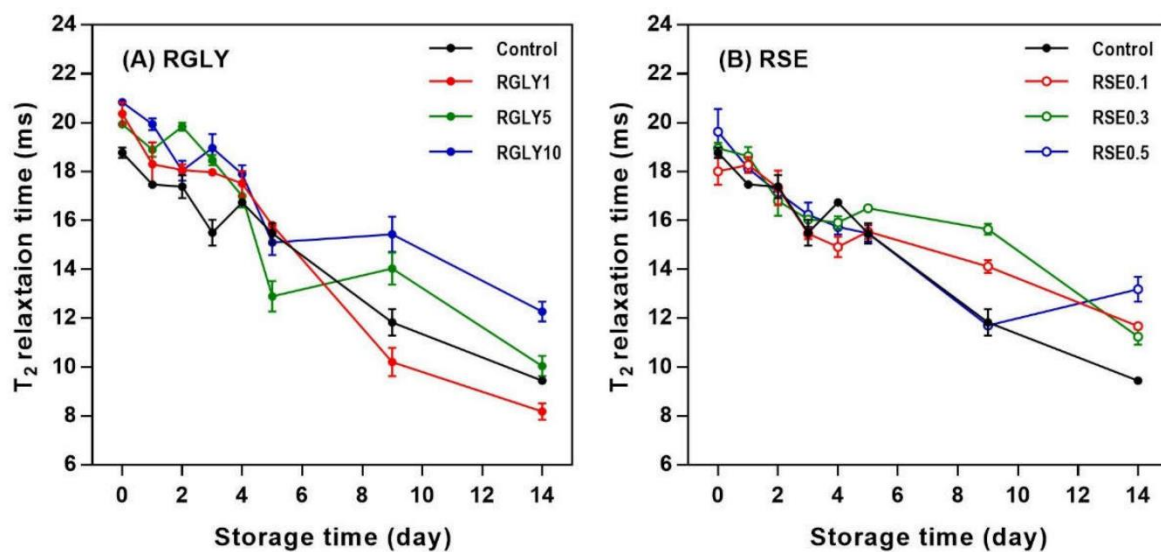 24
22
20
18
16
14
12
10
8
6
T2 relaxtaion time (ms)
(A) RGLY
Control
RGLY1
RGLY5
RGLY10
0 2 4 6 8 10 12 14
Storage time (day)
24
22
20
18
16
14
12
10
8
6
T2 relaxation time (ms)
(B) RSE
Control
RSE0.1
RSE0.3
RSE0.5
0 2 4 6 8 10 12 14
Storage time (day)